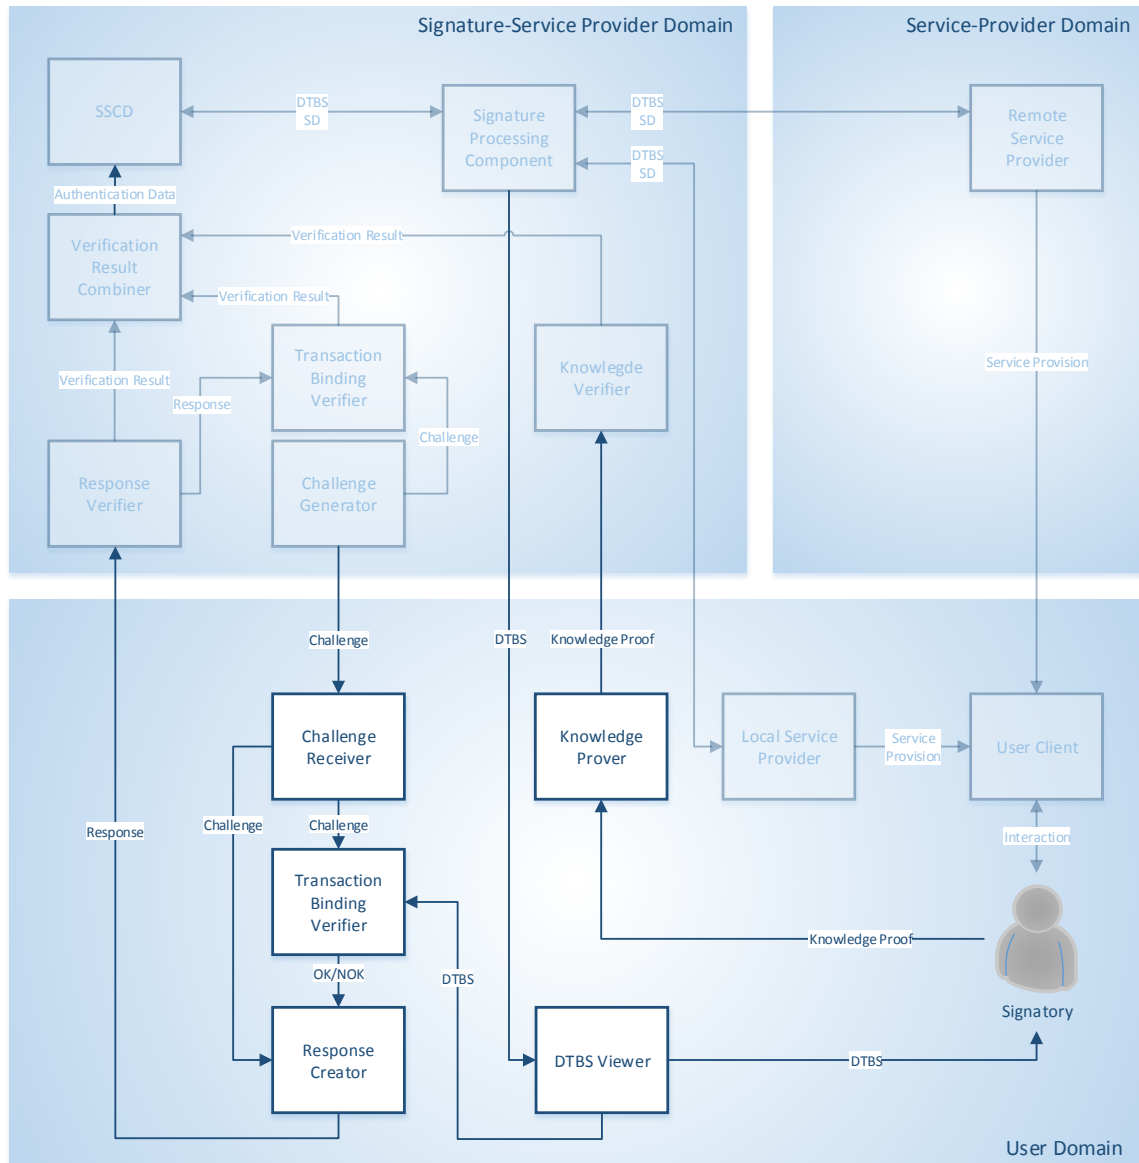 Signature-Service Provider Domain
Service-Provider Domain
SSCD
DTBS
SD
Signature
Processing
Component
DTBS
SD
Remote
Service
Provider
DTBS
SD
Authentication Data
Verification
Result
Combiner
Verification Result
Verification Result
Transaction
Binding
Verifier
Knowlegde
Verifier
Service Provision
Verification Result
Response
Challenge
Response
Verifier
Challenge
Generator
Challenge
DTBS
Knowledge Proof
Challenge
Receiver
Knowledge
Prover
Local Service
Provider
Service
Provision
User Client
Response
Challenge
Challenge
Interaction
Transaction
Binding
Verifier
Knowledge Proof
OK/NOK
DTBS
Signatory
Response
Creator
DTBS Viewer
DTBS
User Domain